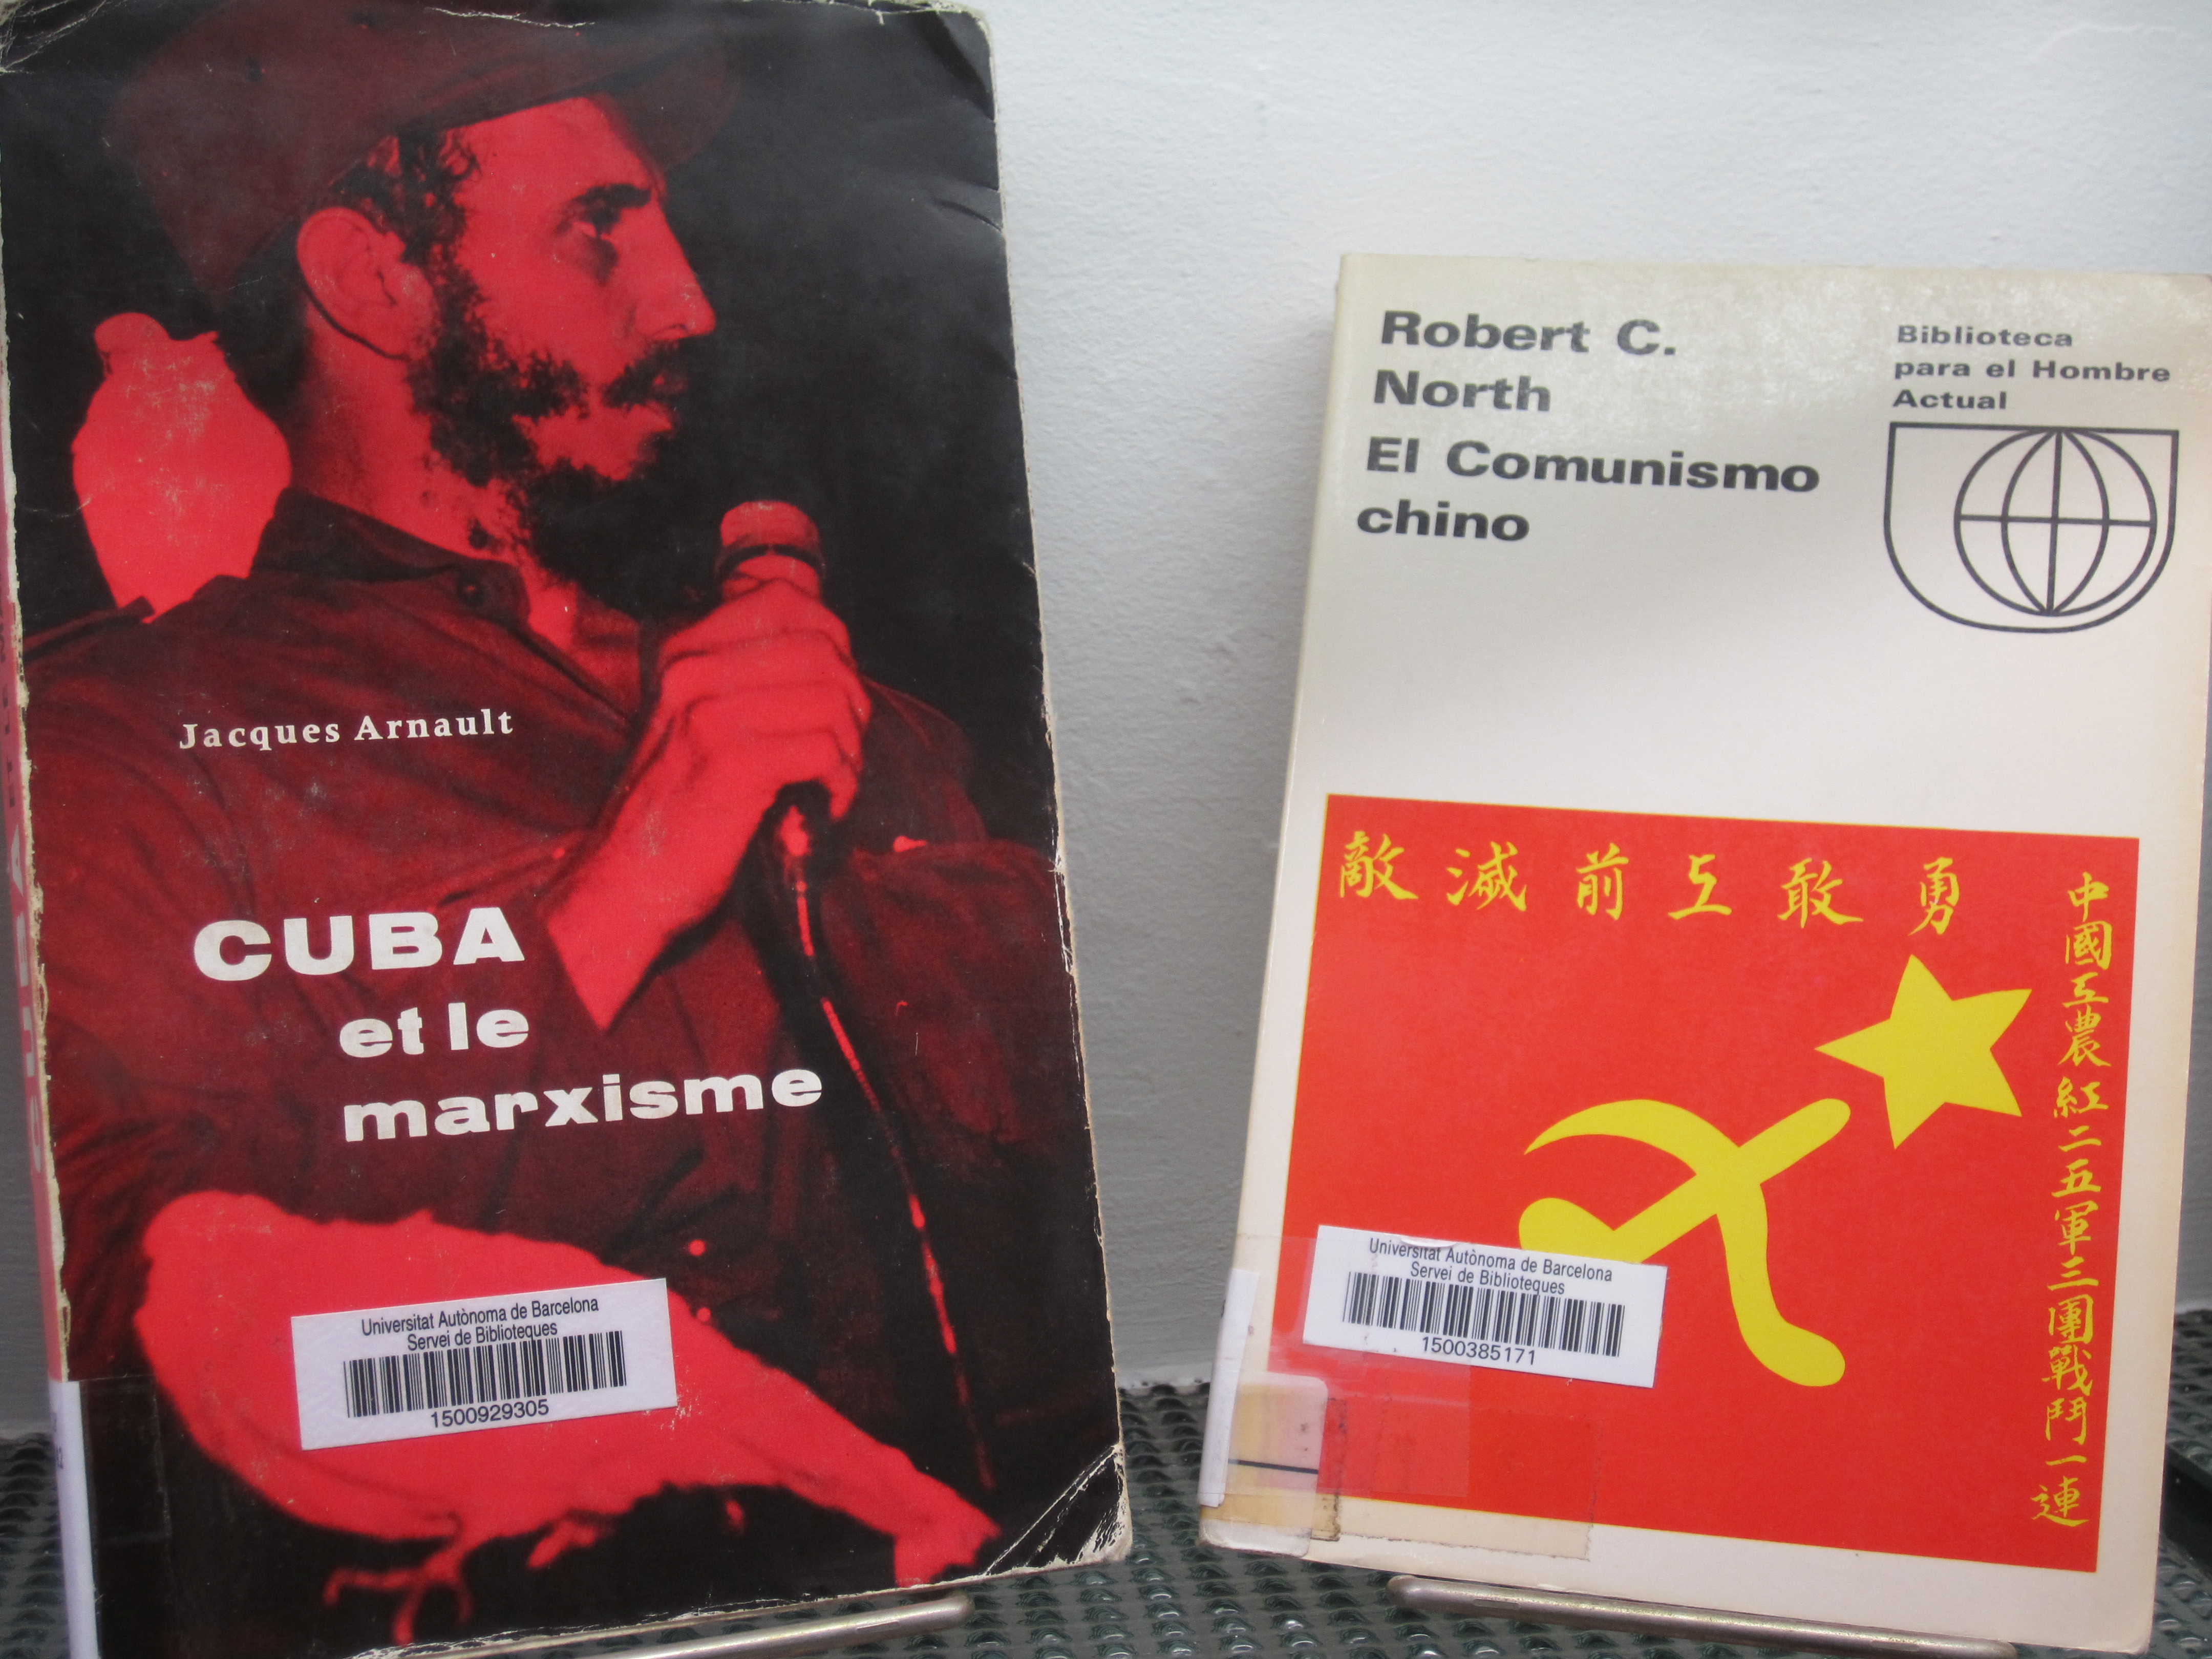 Jacques Arnault
CUBA
et le
marxisme
Universitat Autònoma de Barcelona
Servei de Biblioteques
1500929305
Robert C.
North
El Comunismo
chino
Biblioteca
para el Hombre
Actual
敵滅前互敢勇
中國工農紅二五軍三團戰鬥一連
Universitat Autònoma de Barcelona
Servei de Biblioteques
1500385171